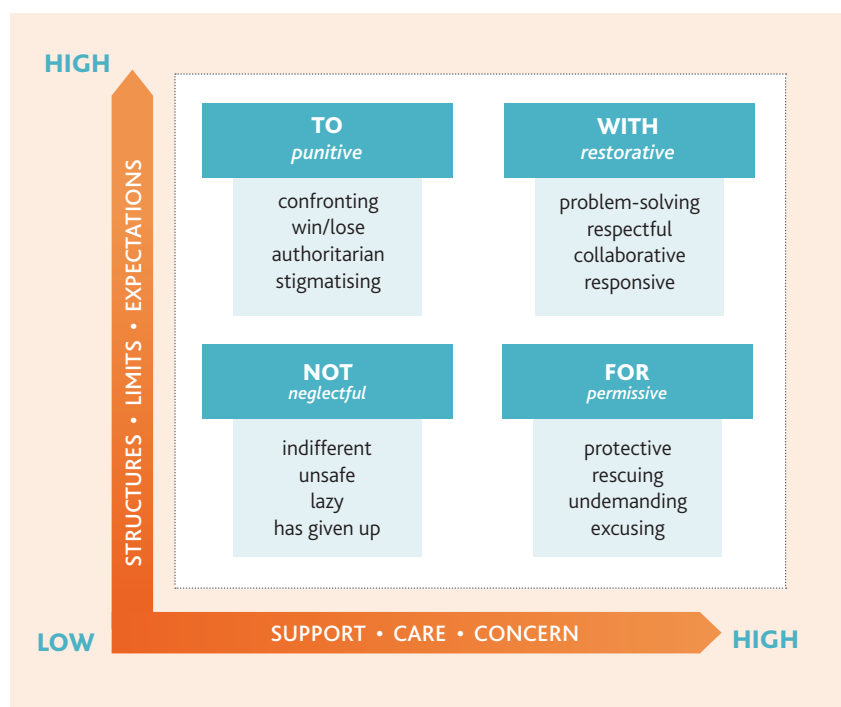 HIGH
STRUCTURES • LIMITS • EXPECTATIONS
TO
punitive
confronting
win/lose
authoritarian
stigmatising
WITH
restorative
problem-solving
respectful
collaborative
responsive
NOT
neglectful
indifferent
unsafe
lazy
has given up
FOR
permissive
protective
rescuing
undemanding
excusing
LOW
SUPPORT • CARE • CONCERN
HIGH